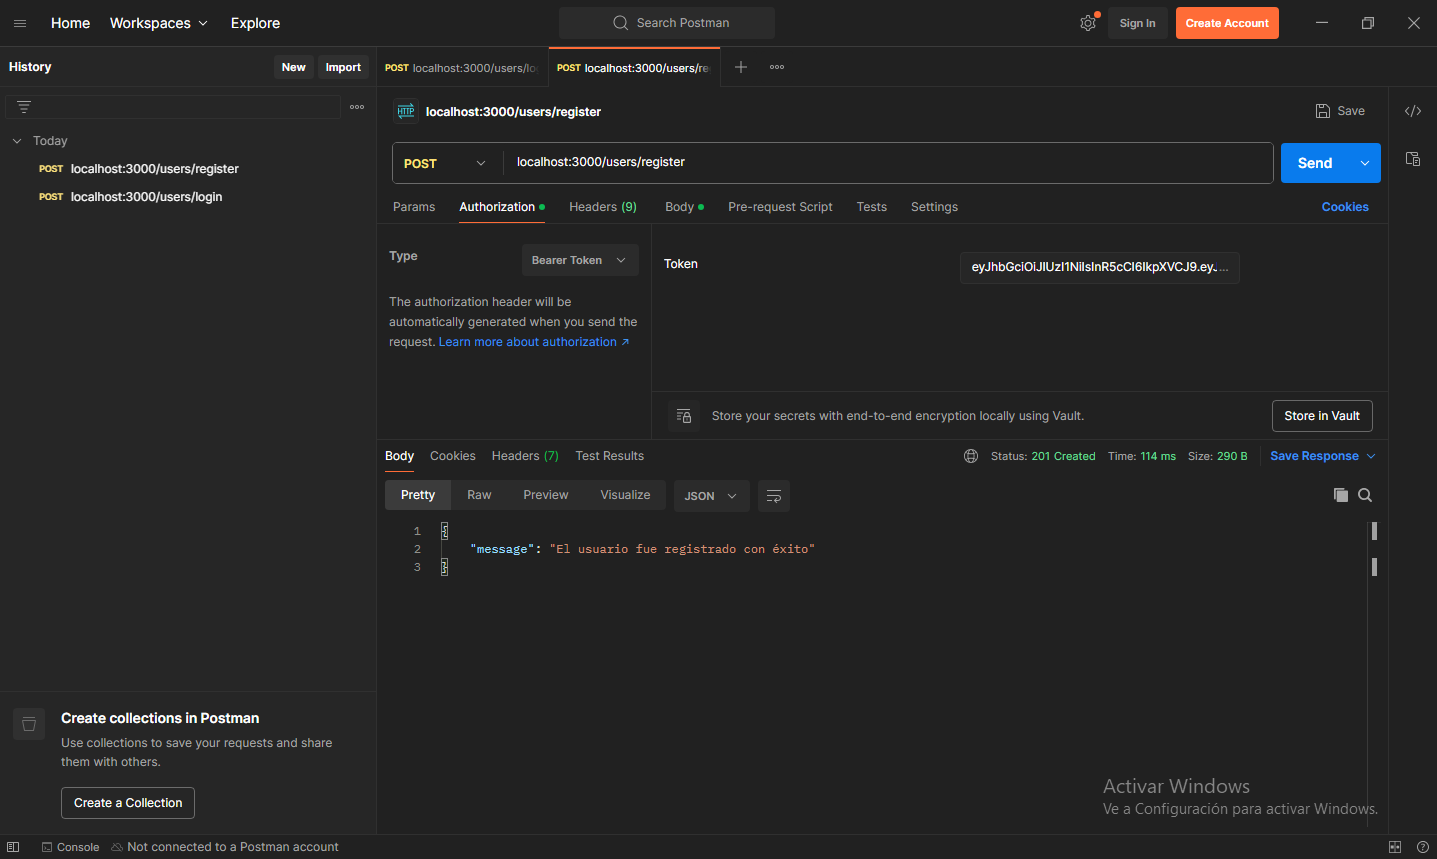 Home Workspaces Explore Search Postman Sign In Create Account
History New Import
POST localhost:3000/users/lo POST localhost:3000/users/re
HTTP localhost:3000/users/register Save
Today
POST localhost:3000/users/register
POST localhost:3000/users/login
POST localhost:3000/users/register Send
Params Authorization Headers (9) Body Pre-request Script Tests Settings Cookies
Type Bearer Token
The authorization header will be
automatically generated when you send the
request. Learn more about authorization ↗
Token eyJhbGciOiJIUzI1NiIsInR5cCI6IkpXVCJ9.eyJ...
Store your secrets with end-to-end encryption locally using Vault. Store in Vault
Body Cookies Headers (7) Test Results Status: 201 Created Time: 114 ms Size: 290 B Save Response
Pretty Raw Preview Visualize JSON
1 {
2 "message": "El usuario fue registrado con éxito"
3 }
Create collections in Postman
Use collections to save your requests and share
them with others.
Create a Collection
Activar Windows
Ve a Configuración para activar Windows.
Console Not connected to a Postman account